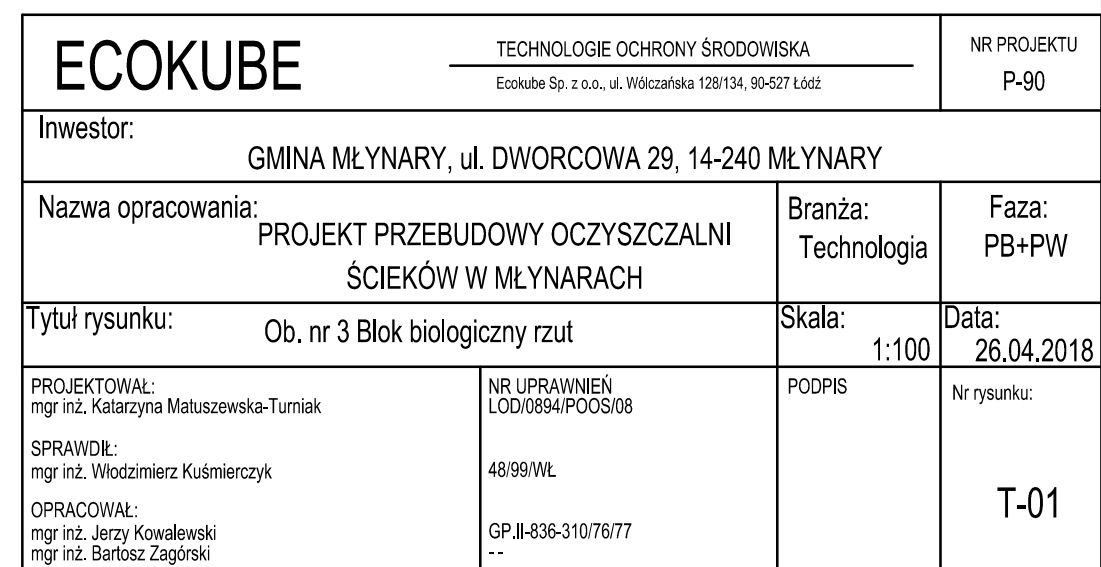 ECOKUBE
TECHNOLOGIE OCHRONY ŚRODOWISKA
Ecokube Sp. z o.o., ul. Wólczańska 128/134, 90-527 Łódź
NR PROJEKTU
P-90
Inwestor:
GMINA MŁYNARY, ul. DWORCOWA 29, 14-240 MŁYNARY
Nazwa opracowania:
PROJEKT PRZEBUDOWY OCZYSZCZALNI
ŚCIEKÓW W MŁYNARACH
Branża:
Technologia
Faza:
PB+PW
Tytuł rysunku:
Ob. nr 3 Blok biologiczny rzut
Skala:
1:100
Data:
26.04.2018
PROJEKTOWAŁ:
mgr inż. Katarzyna Matuszewska-Turniak
NR UPRAWNIEŃ
LOD/0894/POOS/08
PODPIS
Nr rysunku:
T-01
SPRAWDIŁ:
mgr inż. Włodzimierz Kuśmierczyk
48/99/WŁ
OPRACOWAŁ:
mgr inż. Jerzy Kowalewski
GP.II-836-310/76/77
mgr inż. Bartosz Zagórski
- -